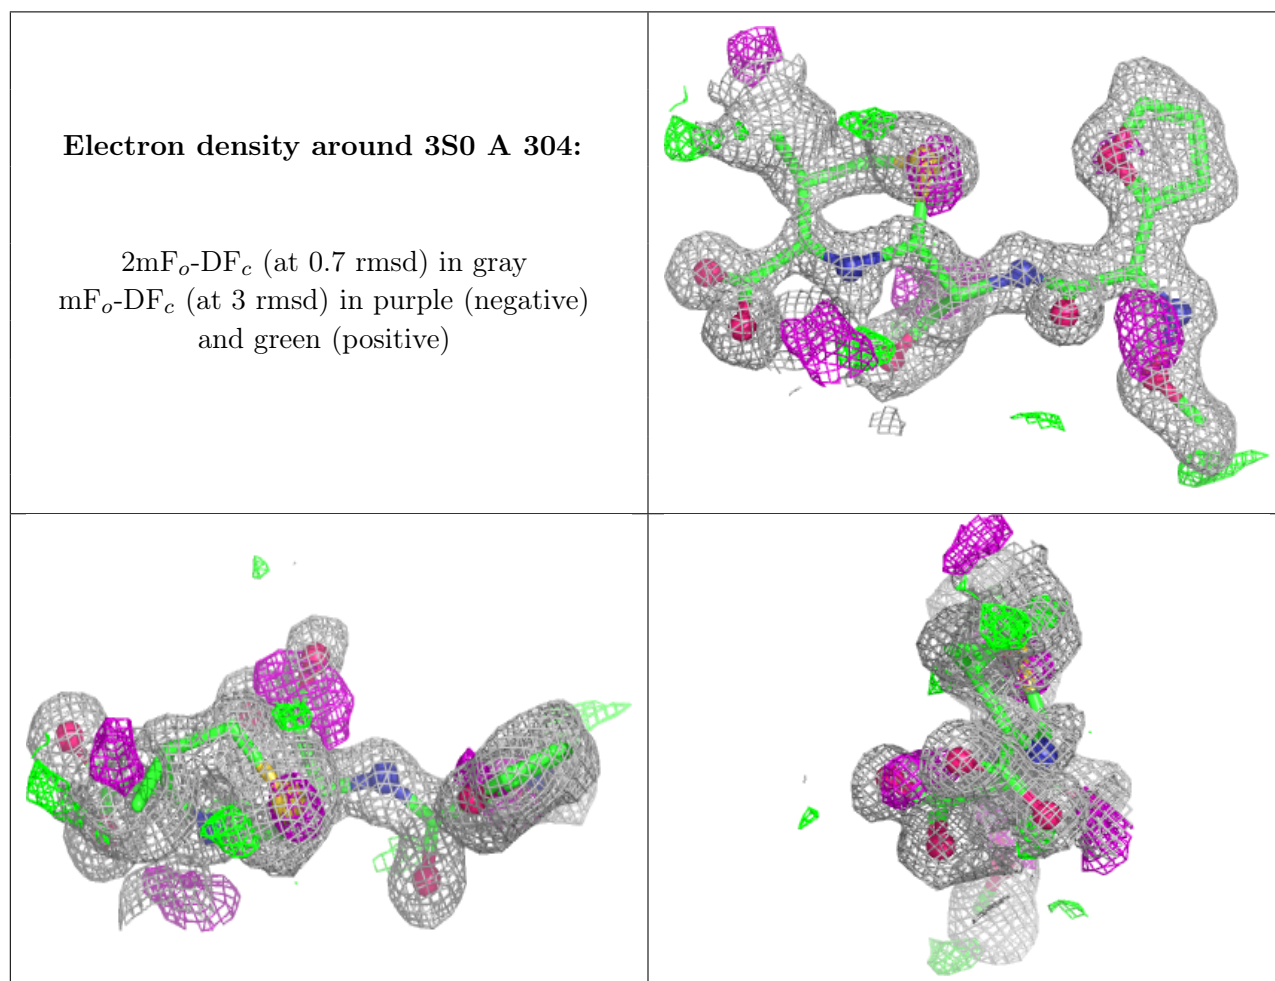 Electron density around 3S0 A 304:
2mFo-DFc (at 0.7 rmsd) in gray
mFo-DFc (at 3 rmsd) in purple (negative)
and green (positive)